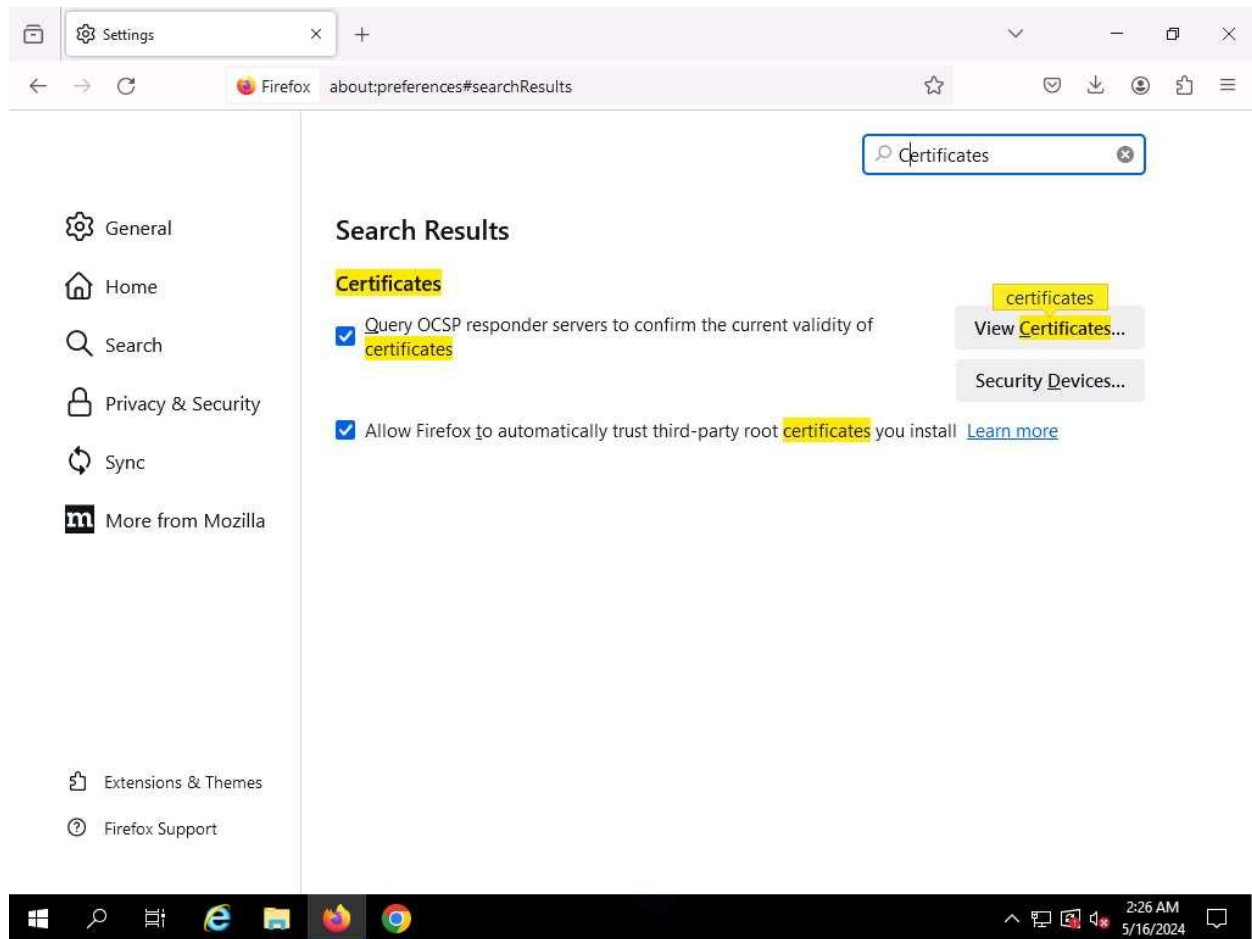 Settings
Firefox about:preferences#searchResults
Certificates
General
Home
Search
Privacy & Security
Sync
m More from Mozilla
Extensions & Themes
Firefox Support
Search Results
Certificates
Query OCSP responder servers to confirm the current validity of
certificates
certificates
View Certificates...
Security Devices...
Allow Firefox to automatically trust third-party root certificates you install Learn more
2:26 AM
5/16/2024